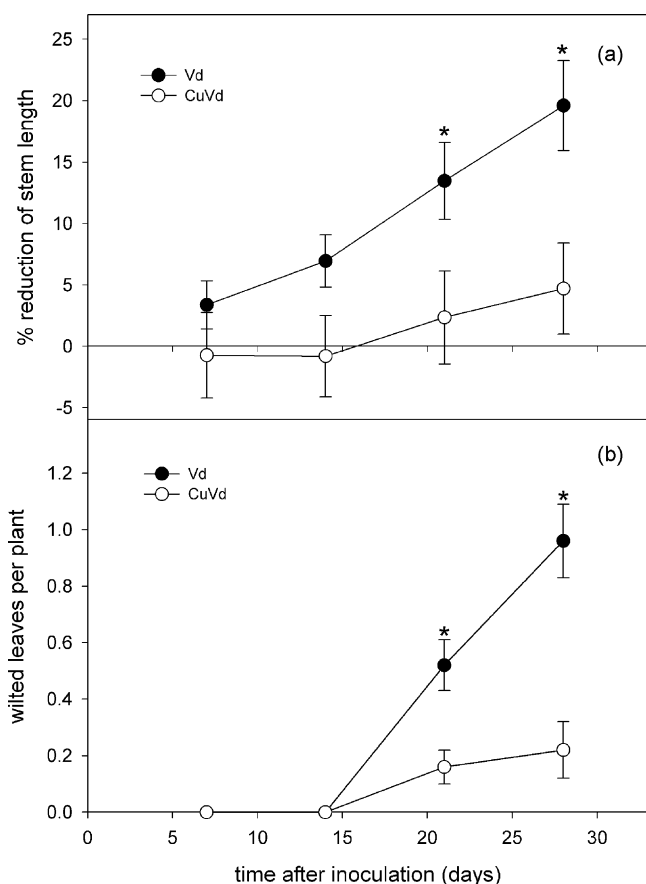 25
20
15
10
5
0
-5
% reduction of stem length
Vd
CuVd
*
*
(a)
1.2
1.0
0.8
0.6
0.4
0.2
0.0
wilted leaves per plant
Vd
CuVd
*
*
(b)
0 5 10 15 20 25 30
time after inoculation (days)